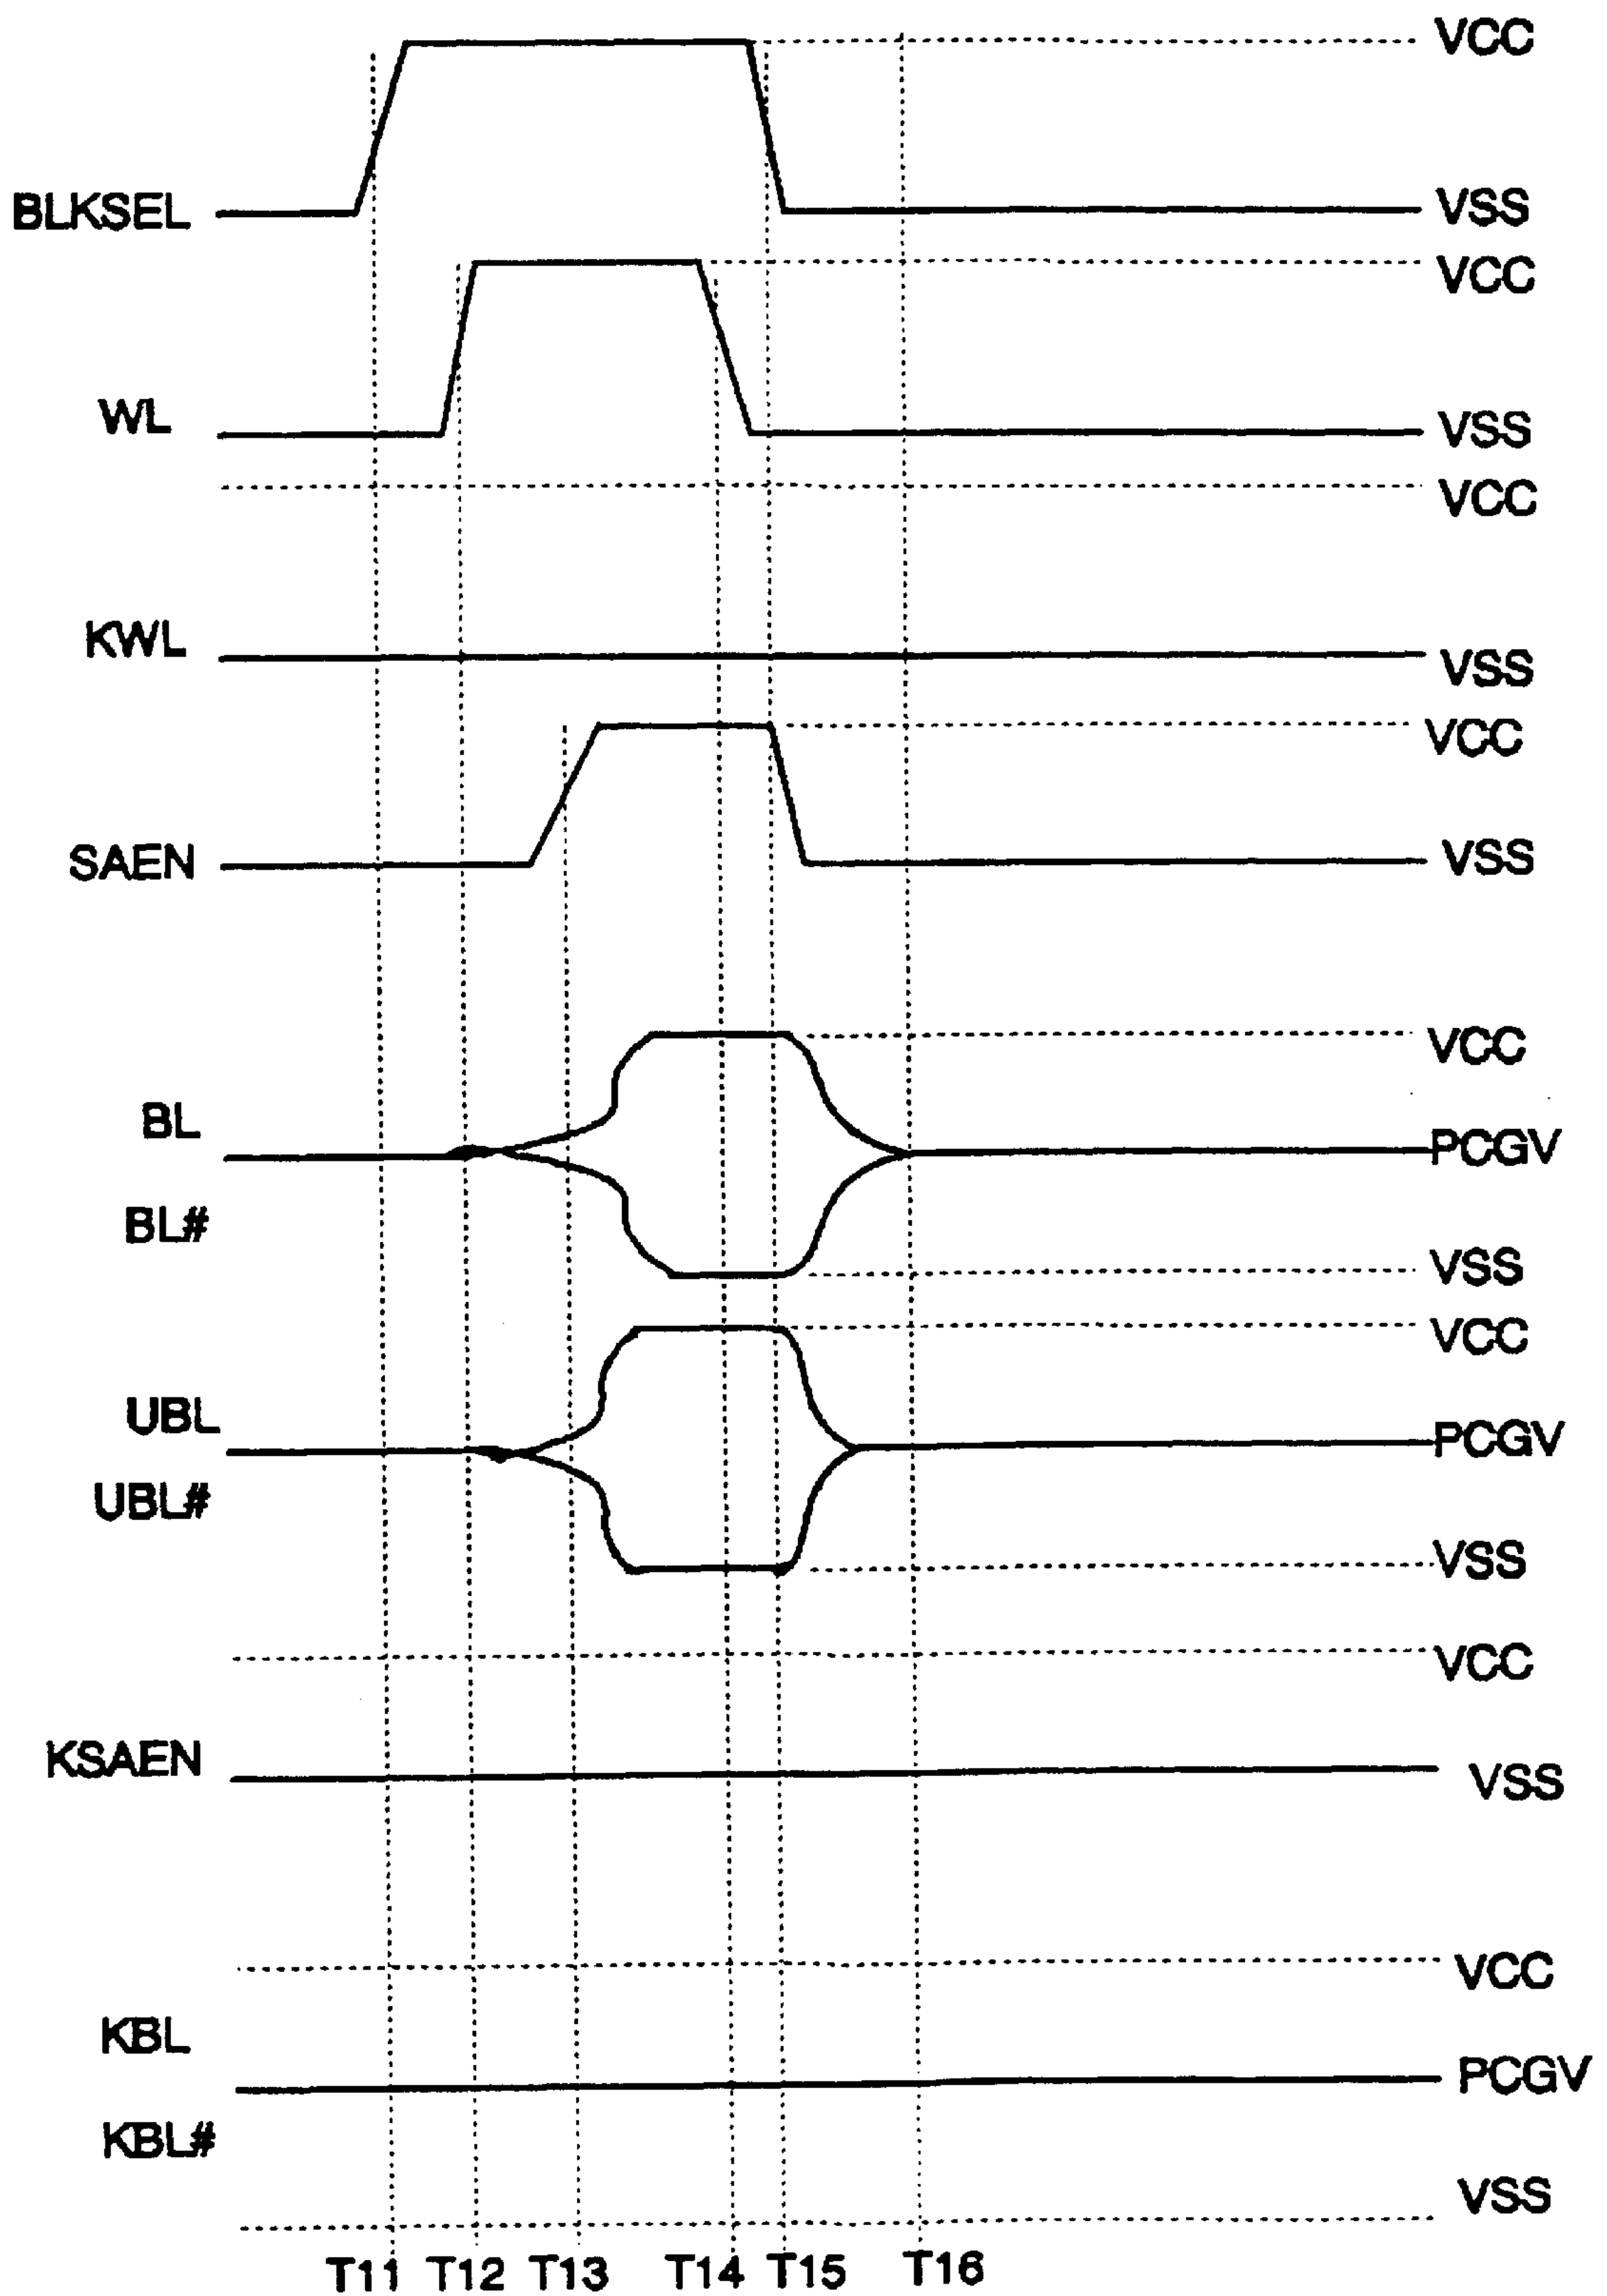 VCC
BLKSEL VSS
VCC
WL VSS
VCC
KWL VSS
VCC
SAEN VSS
VCC
BL PCGV
BL# VSS
VCC
UBL PCGV
UBL# VSS
VCC
KSAEN VSS
VCC
KBL PCGV
KBL# VSS
T11 T12 T13 T14 T15 T16